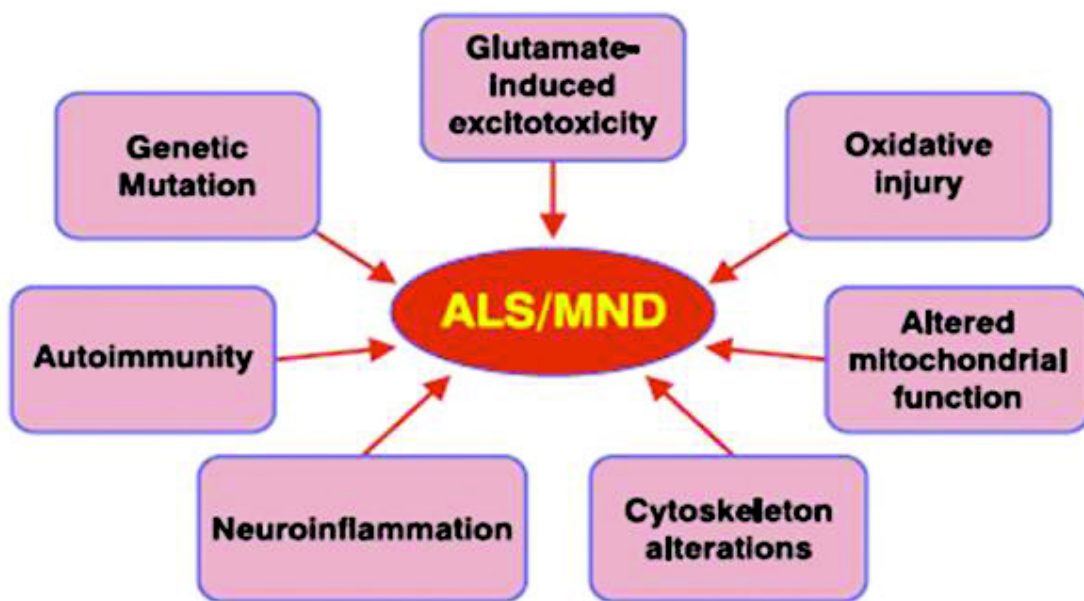 Glutamate-
induced
excitotoxicity
Genetic
Mutation
Oxidative
injury
ALS/MND
Autoimmunity
Altered
mitochondrial
function
Neuroinflammation
Cytoskeleton
alterations